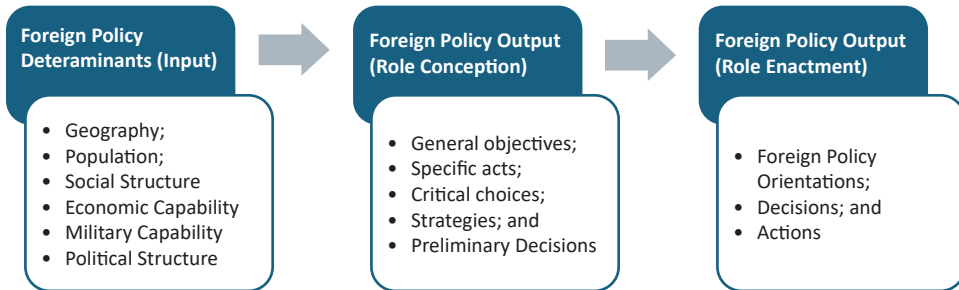 Foreign Policy
Deteraminants (Input)
• Geography;
• Population;
• Social Structure
• Economic Capability
• Military Capability
• Political Structure
Foreign Policy Output
(Role Conception)
• General objectives;
• Specific acts;
• Critical choices;
• Strategies; and
• Preliminary Decisions
Foreign Policy Output
(Role Enactment)
• Foreign Policy
Orientations;
• Decisions; and
• Actions